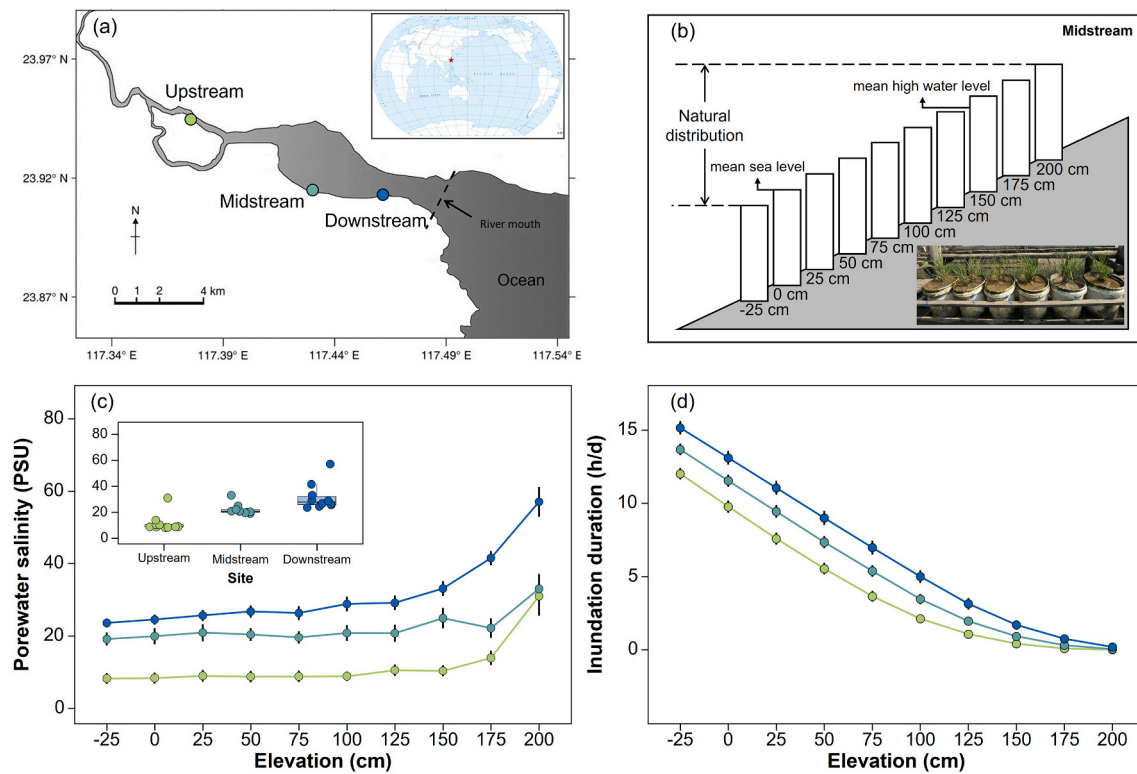 (a)
23.97° N
23.92° N
23.87° N
Upstream
Midstream
Downstream
River mouth
Ocean
N
0 1 2 4 km
117.34° E
117.39° E
117.44° E
117.49° E
117.54° E
(b)
Midstream
mean high water level
Natural
distribution
mean sea level
200 cm
175 cm
150 cm
125 cm
100 cm
75 cm
50 cm
25 cm
0 cm
-25 cm
(c)
Porewater salinity (PSU)
80
60
40
20
0
80
60
40
20
0
Upstream
Midstream
Downstream
Site
-25 0 25 50 75 100 125 150 175 200
Elevation (cm)
(d)
Inundation duration (h/d)
15
10
5
0
-25 0 25 50 75 100 125 150 175 200
Elevation (cm)